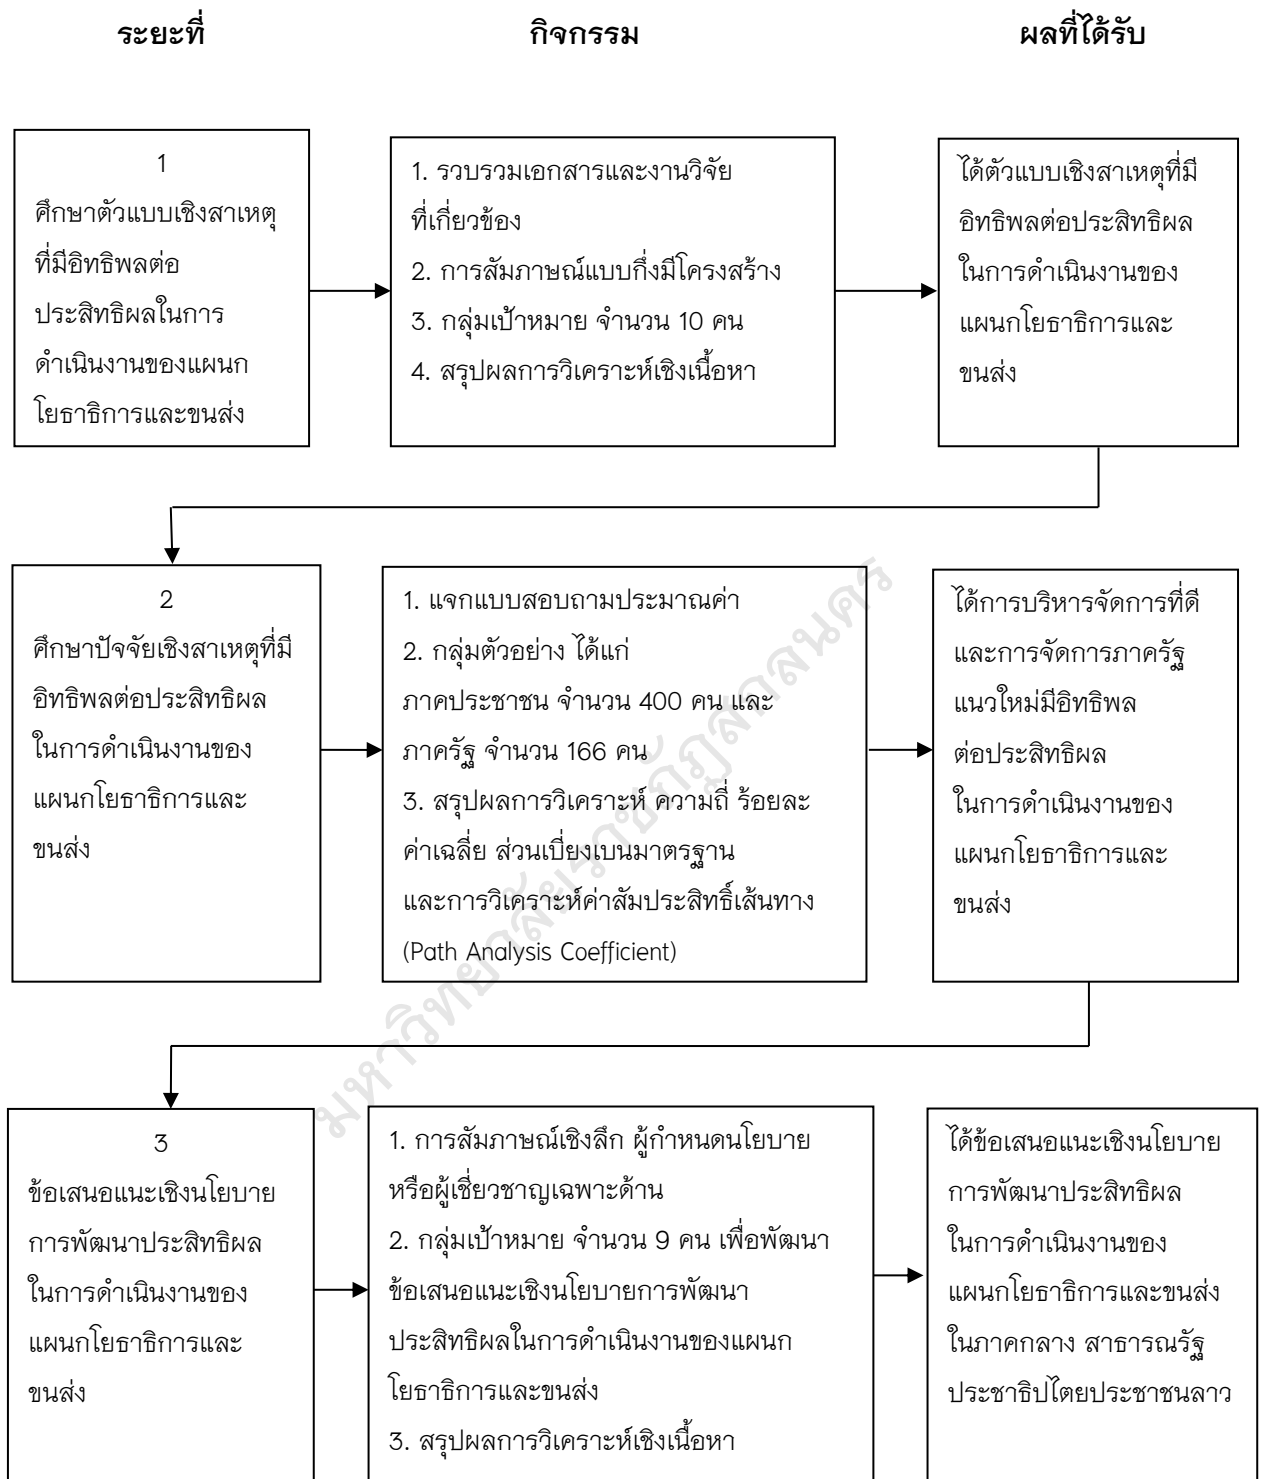 ระยะที่
กิจกรรม
ผลที่ได้รับ
1
ศึกษาตัวแบบเชิงสาเหตุ
ที่มีอิทธิพลต่อ
ประสิทธิผลในการ
ดำเนินงานของแผนก
โยธาธิการและขนส่ง
1. รวบรวมเอกสารและงานวิจัย
ที่เกี่ยวข้อง
2. การสัมภาษณ์แบบกึ่งมีโครงสร้าง
3. กลุ่มเป้าหมาย จำนวน 10 คน
4. สรุปผลการวิเคราะห์เชิงเนื้อหา
ได้ตัวแบบเชิงสาเหตุที่มี
อิทธิพลต่อประสิทธิผล
ในการดำเนินงานของ
แผนกโยธาธิการและ
ขนส่ง
2
ศึกษาปัจจัยเชิงสาเหตุที่มี
อิทธิพลต่อประสิทธิผล
ในการดำเนินงานของ
แผนกโยธาธิการและ
ขนส่ง
1. แจกแบบสอบถามประมาณค่า
2. กลุ่มตัวอย่าง ได้แก่
ภาคประชาชน จำนวน 400 คน และ
ภาครัฐ จำนวน 166 คน
3. สรุปผลการวิเคราะห์ ความถี่ ร้อยละ
ค่าเฉลี่ย ส่วนเบี่ยงเบนมาตรฐาน
และการวิเคราะห์ค่าสัมประสิทธิ์เส้นทาง
(Path Analysis Coefficient)
ได้การบริหารจัดการที่ดี
และการจัดการภาครัฐ
แนวใหม่มีอิทธิพล
ต่อประสิทธิผล
ในการดำเนินงานของ
แผนกโยธาธิการและ
ขนส่ง
3
ข้อเสนอแนะเชิงนโยบาย
การพัฒนาประสิทธิผล
ในการดำเนินงานของ
แผนกโยธาธิการและ
ขนส่ง
1. การสัมภาษณ์เชิงลึก ผู้กำหนดนโยบาย
หรือผู้เชี่ยวชาญเฉพาะด้าน
2. กลุ่มเป้าหมาย จำนวน 9 คน เพื่อพัฒนา
ข้อเสนอแนะเชิงนโยบายการพัฒนา
ประสิทธิผลในการดำเนินงานของแผนก
โยธาธิการและขนส่ง
3. สรุปผลการวิเคราะห์เชิงเนื้อหา
ได้ข้อเสนอแนะเชิงนโยบาย
การพัฒนาประสิทธิผล
ในการดำเนินงานของ
แผนกโยธาธิการและขนส่ง
ในภาคกลาง สาธารณรัฐ
ประชาธิปไตยประชาชนลาว
มหาวิทยาลัยราชภัฏสกลนคร